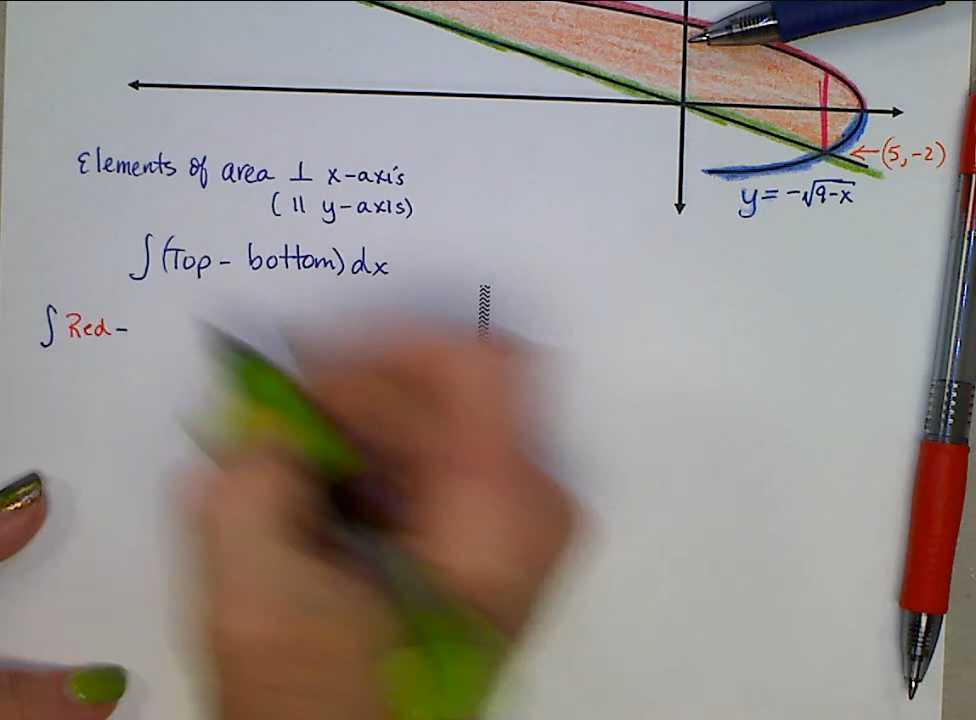 (5,-2)
y=-√9-x
Elements of area ⊥ x-axis
( || y-axis)
∫(Top - bottom) dx
∫ Red -